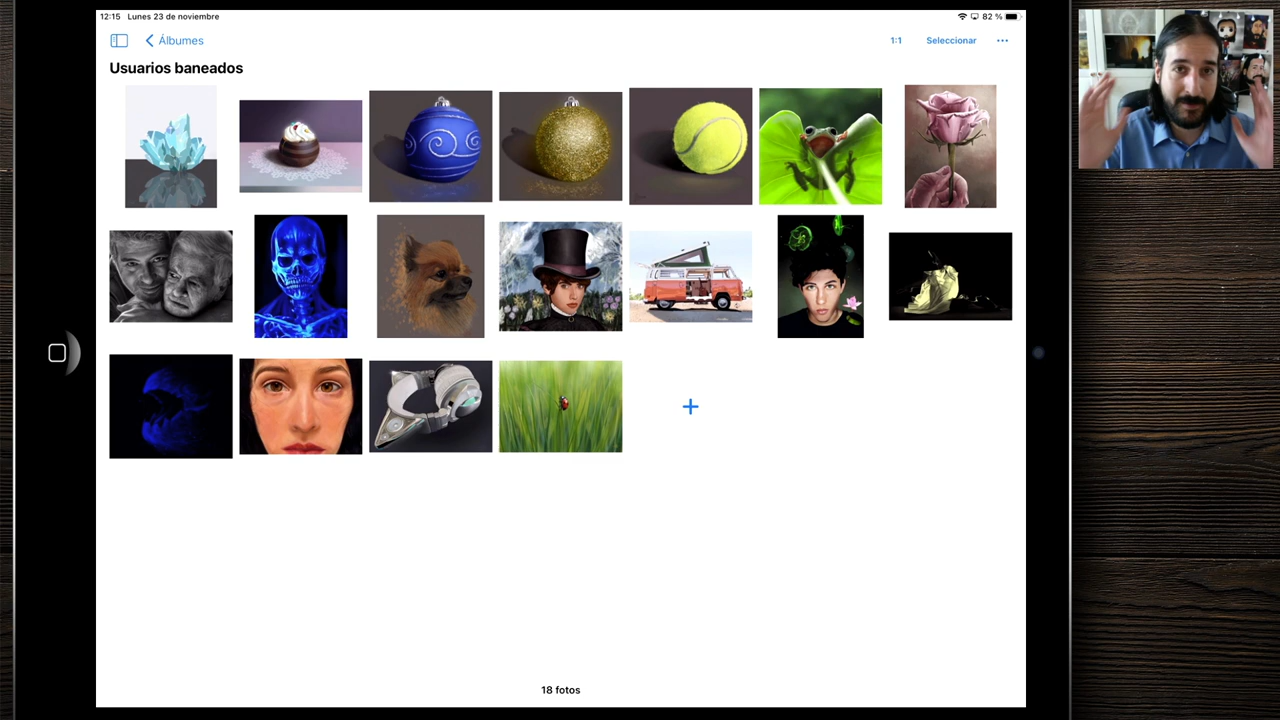 12:15 Lunes 23 de noviembre
82 %
Álbumes
1:1
Seleccionar
Usuarios baneados
18 fotos